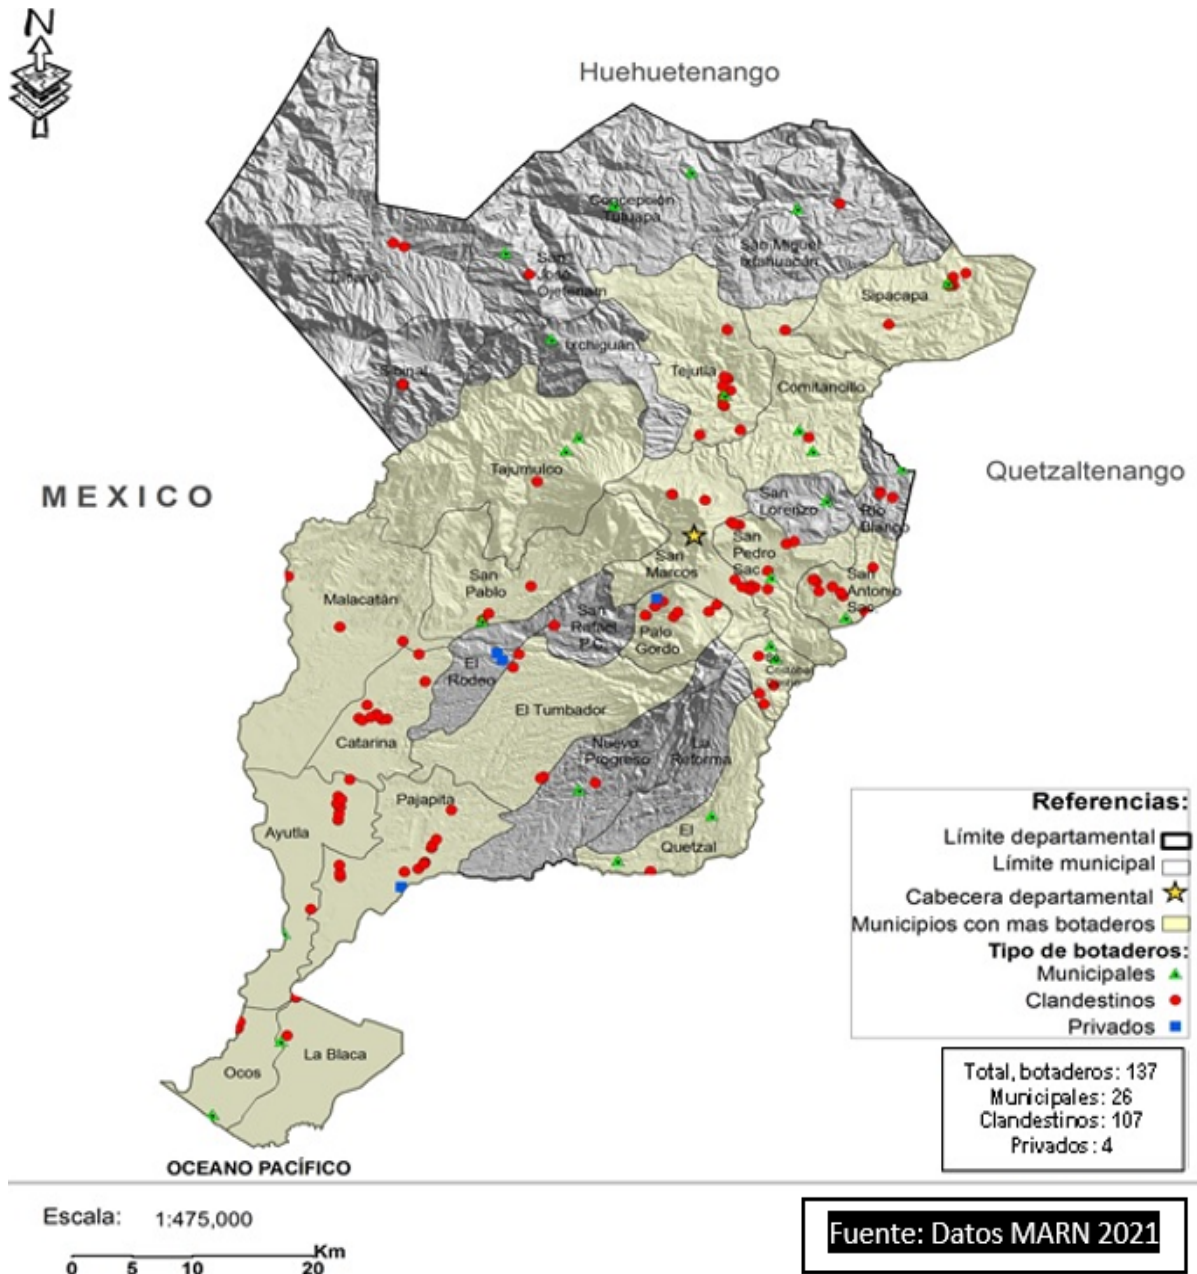 N
Huehuetenango
Concepción
Tutuapa
San Miguel
Ixtahuacán
San
José
Ojetenam
Tacaná
Sipacapa
Ixchiguán
Sibinal
Tejutla
Comitancillo
MEXICO
Quetzaltenango
Tajumulco
San
Lorenzo
Río
Blanco
San
Marcos
San
Pedro
Sac.
San
Pablo
San
Antonio
Sac.
Malacatán
San
Rafael
P.C.
Palo
Gordo
El
Rodeo
El Tumbador
Catarina
Nuevo
Progreso
La
Reforma
Pajapita
Ayutla
El
Quetzal
La Blaca
Ocos
OCEANO PACÍFICO
Referencias:
Límite departamental
Límite municipal
Cabecera departamental
Municipios con mas botaderos
Tipo de botaderos:
Municipales
Clandestinos
Privados
Total, botaderos: 137
Municipales: 26
Clandestinos: 107
Privados : 4
Escala: 1:475,000
Km
0 5 10 20
Fuente: Datos MARN 2021